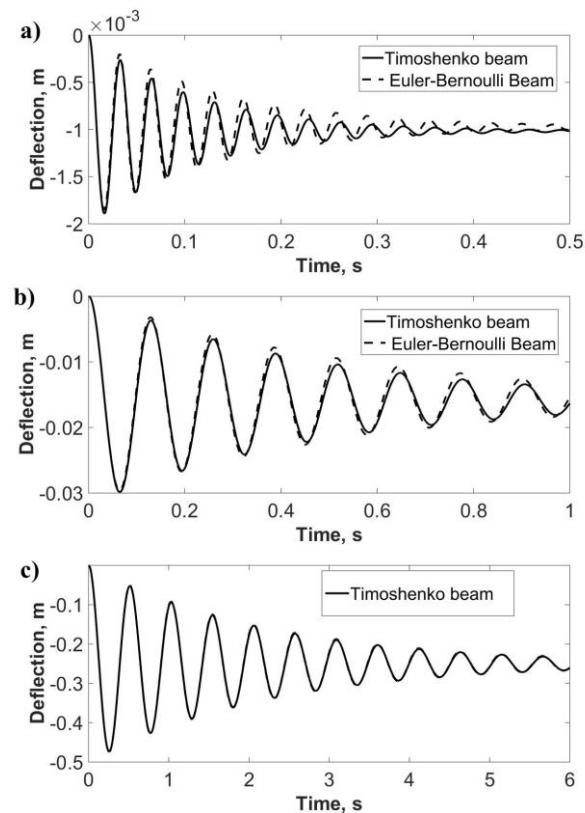 a)
0 ×10⁻³
Timoshenko beam
Euler-Bernoulli Beam
-0.5
-1
-1.5
-2
Deflection, m
0 0.1 0.2 0.3 0.4 0.5
Time, s
b)
0
Timoshenko beam
Euler-Bernoulli Beam
-0.01
-0.02
-0.03
Deflection, m
0 0.2 0.4 0.6 0.8 1
Time, s
c)
Timoshenko beam
-0.1
-0.2
-0.3
-0.4
-0.5
Deflection, m
0 1 2 3 4 5 6
Time, s